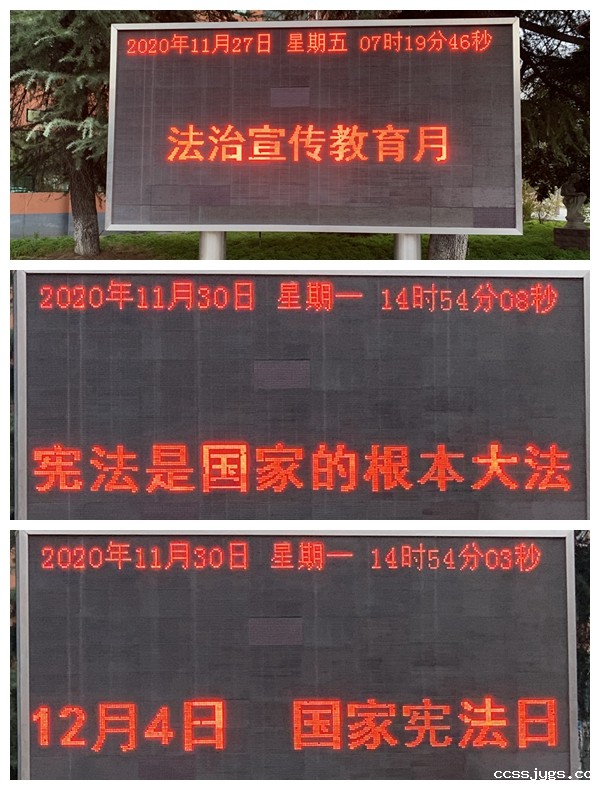 2020年11月27日 星期五 07时19分46秒
法治宣传教育月
2020年11月30日 星期一 14时54分08秒
宪法是国家的根本大法
2020年11月30日 星期一 14时54分03秒
12月4日 国家宪法日